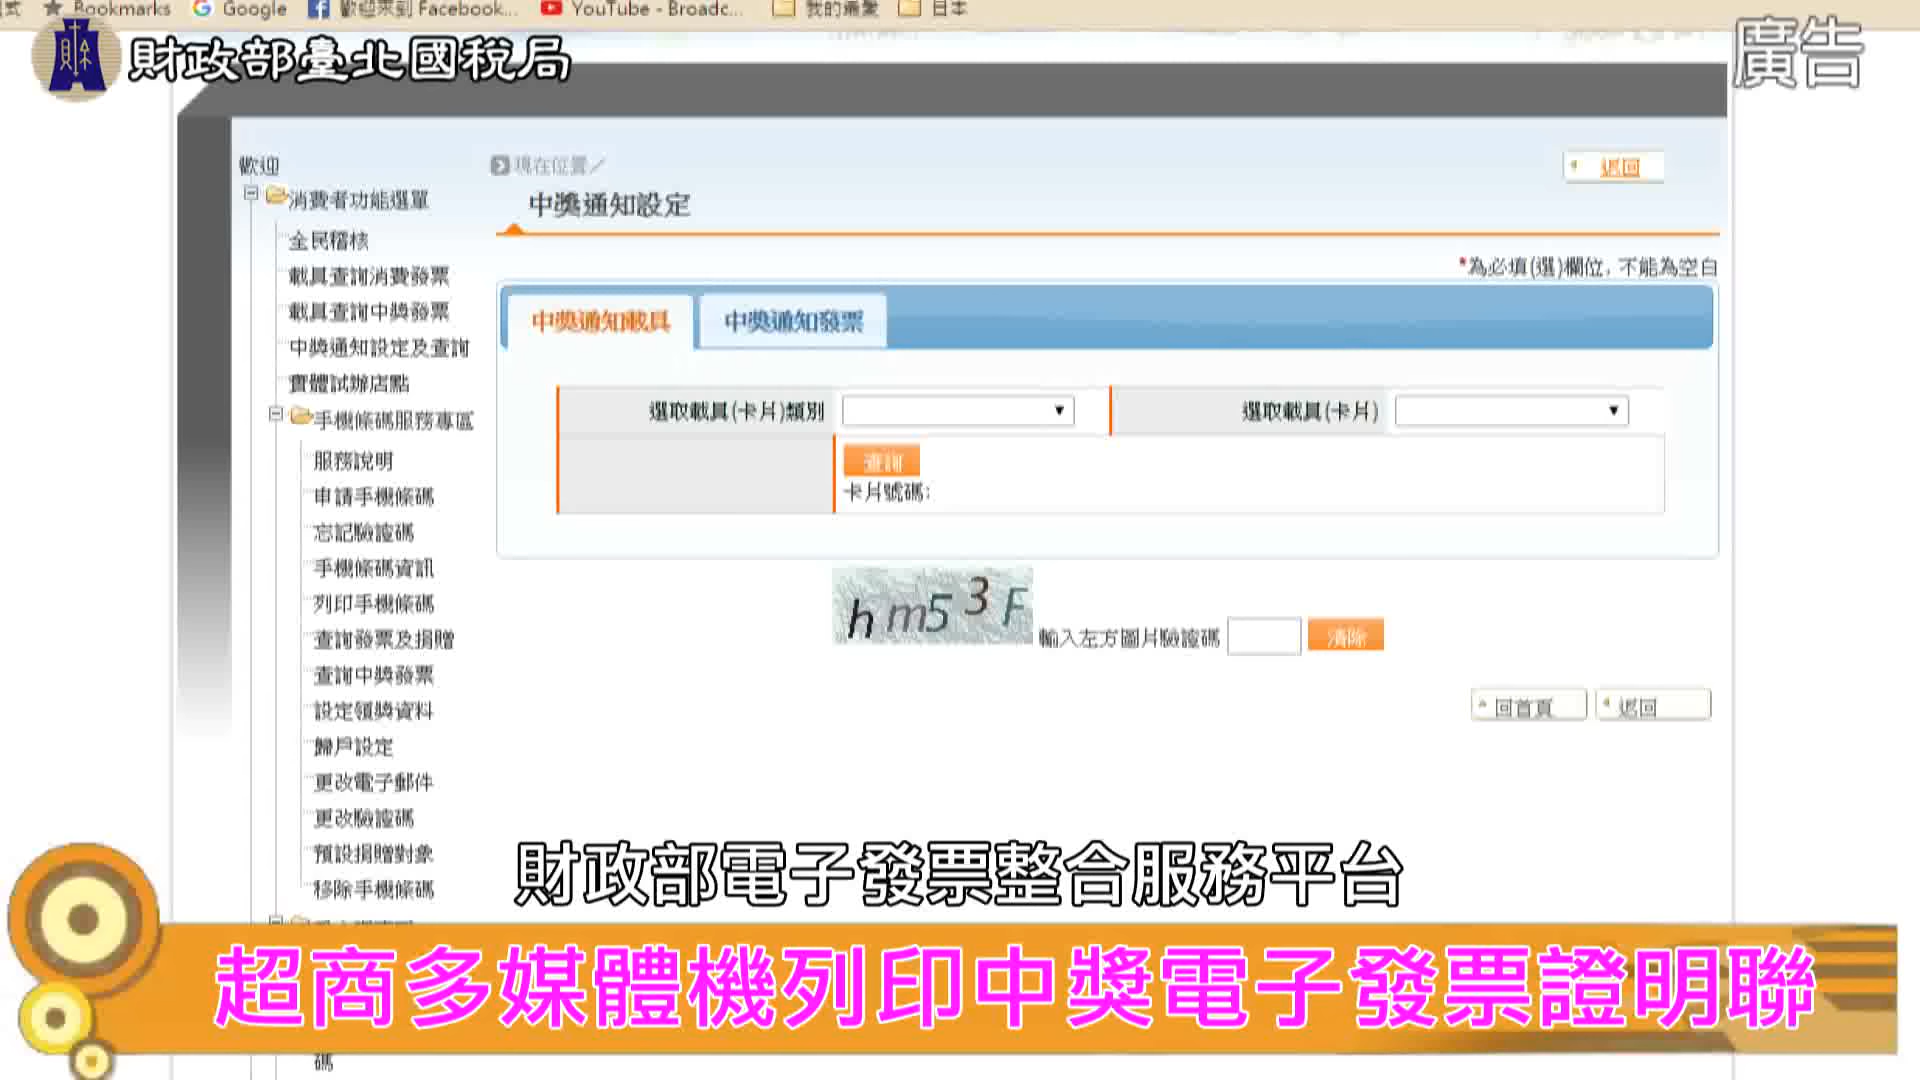 Bookmarks Google 歡迎來到 Facebook... YouTube - Broadc... 我的最愛 日本
財政部臺北國稅局
廣告
歡迎
消費者功能選單
全民稽核
載具查詢消費發票
載具查詢中獎發票
中獎通知設定及查詢
實體試辦店點
手機條碼服務專區
服務說明
申請手機條碼
忘記驗證碼
手機條碼資訊
列印手機條碼
查詢發票及捐贈
查詢中獎發票
設定領獎資料
歸戶設定
更改電子郵件
更改驗證碼
預設捐贈對象
移除手機條碼
碼
現在位置／
返回
中獎通知設定
*為必填(選)欄位，不能為空白
中獎通知載具 中獎通知發票
選取載具(卡片)類別 選取載具(卡片)
查詢
卡片號碼:
hm53F
輸入左方圖片驗證碼 清除
回首頁 返回
財政部電子發票整合服務平台
超商多媒體機列印中獎電子發票證明聯